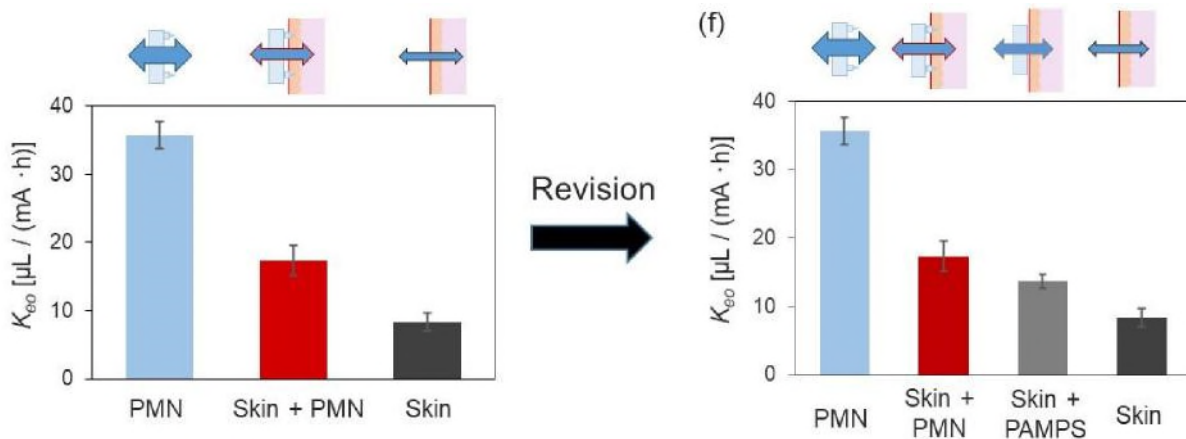 (f)
40
30
20
10
0
K_eo [µL / (mA · h)]
PMN
Skin + PMN
Skin
Revision
40
30
20
10
0
K_eo [µL / (mA · h)]
PMN
Skin +
PMN
Skin +
PAMPS
Skin